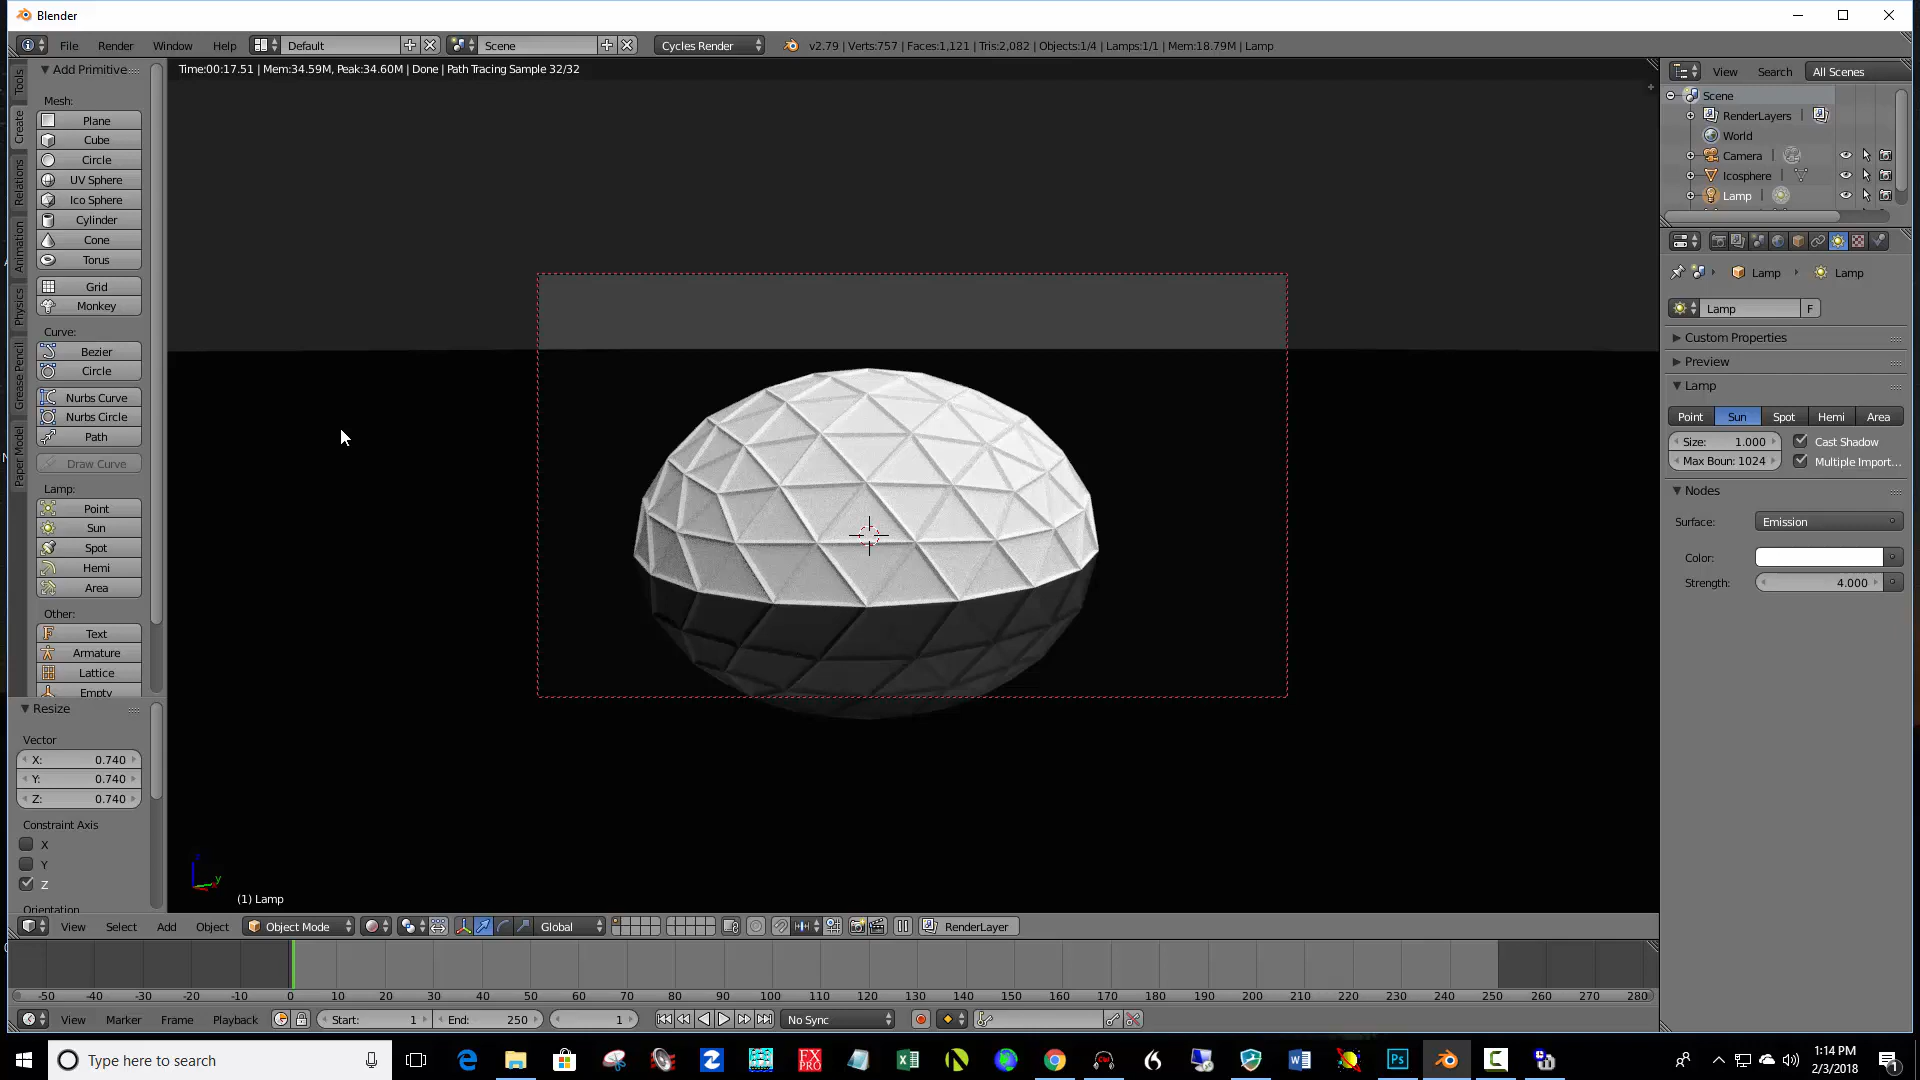 Blender
File Render Window Help Default Scene Cycles Render v2.79 | Verts:757 | Faces:1,121 | Tris:2,082 | Objects:1/4 | Lamps:1/1 | Mem:18.79M | Lamp
Time:00:17.51 | Mem:34.59M, Peak:34.60M | Done | Path Tracing Sample 32/32
Tools
Create
Relations
Animation
Physics
Grease Pencil
Paper Model
Add Primitive
Mesh:
Plane
Cube
Circle
UV Sphere
Ico Sphere
Cylinder
Cone
Torus
Grid
Monkey
Curve:
Bezier
Circle
Nurbs Curve
Nurbs Circle
Path
Draw Curve
Lamp:
Point
Sun
Spot
Hemi
Area
Other:
Text
Armature
Lattice
Empty
Resize
Vector
X: 0.740
Y: 0.740
Z: 0.740
Constraint Axis
X
Y
Z
Orientation
y
(1) Lamp
View Search All Scenes
Scene
RenderLayers
World
Camera
Icosphere
Lamp
Lamp Lamp
Lamp F
Custom Properties
Preview
Lamp
Point Sun Spot Hemi Area
Size: 1.000 Cast Shadow
Max Boun: 1024 Multiple Import...
Nodes
Surface: Emission
Color:
Strength: 4.000
View Select Add Object Object Mode Global RenderLayer
-50 -40 -30 -20 -10 0 10 20 30 40 50 60 70 80 90 100 110 120 130 140 150 160 170 180 190 200 210 220 230 240 250 260 270 280
View Marker Frame Playback Start: 1 End: 250 1 No Sync
Type here to search
FX PRO
CW
Ps
1:14 PM
2/3/2018
1